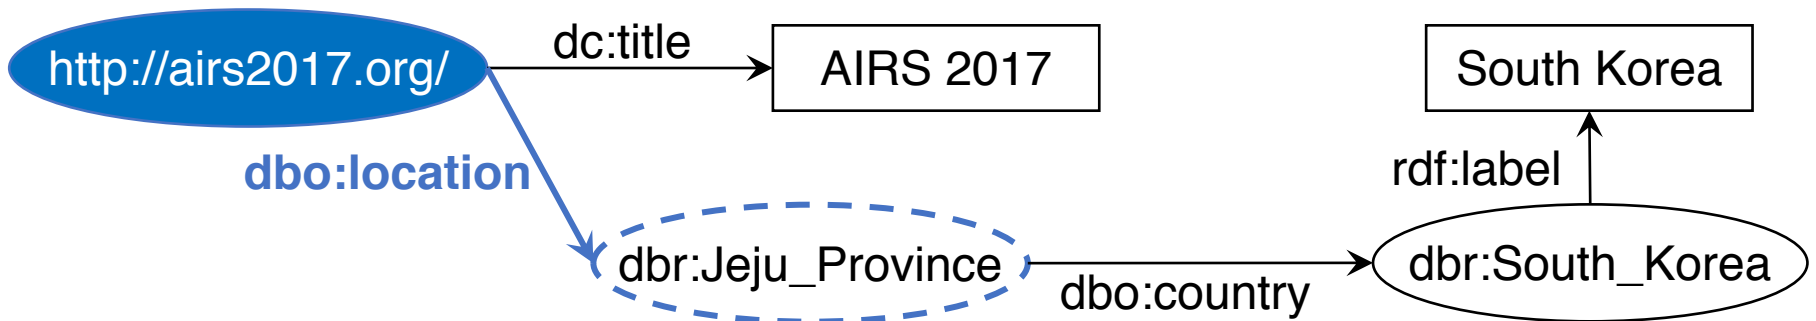 http://airs2017.org/
dc:title
AIRS 2017
South Korea
dbo:location
rdf:label
dbr:Jeju_Province
dbo:country
dbr:South_Korea